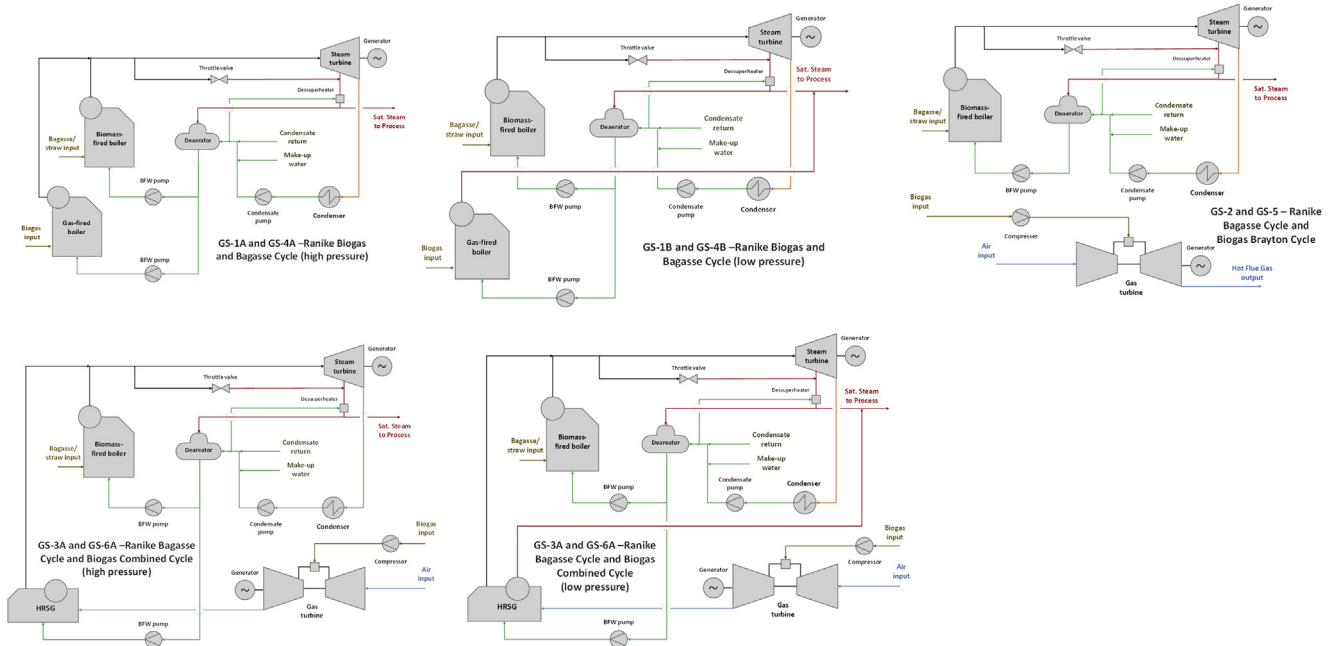 Generator
Steam
turbine
Throttle valve
Dessuperheater
Sat. Steam
to Process
Biomass-
fired boiler
Deaerator
Condensate
return
Bagasse/
straw input
Make-up
water
BFW pump
Condensate
pump
Condenser
Biogas
input
Gas-fired
boiler
BFW pump
GS-1A and GS-4A –Ranike Biogas
and Bagasse Cycle (high pressure)
Generator
Steam
turbine
Throttle valve
Dessuperheater
Sat. Steam
to Process
Biomass-
fired boiler
Deaerator
Condensate
return
Bagasse/
straw input
Make-up
water
BFW pump
Condensate
pump
Condenser
Biogas
input
Gas-fired
boiler
BFW pump
GS-1B and GS-4B –Ranike Biogas and
Bagasse Cycle (low pressure)
Generator
Steam
turbine
Throttle valve
Dessuperheater
Sat. Steam
to Process
Biomass-
fired boiler
Deaerator
Condensate
return
Bagasse/
straw input
Make-up
water
BFW pump
Condensate
pump
Condenser
Biogas
input
Compressor
GS-2 and GS-5 – Ranike
Bagasse Cycle and
Biogas Brayton Cycle
Air
input
Generator
Gas
turbine
Hot Flue Gas
output
Generator
Steam
turbine
Throttle valve
Dessuperheater
Sat. Steam
to Process
Biomass-
fired boiler
Deareator
Condensate
return
Bagasse/
straw input
Make-up
water
BFW pump
Condensate
pump
Condenser
GS-3A and GS-6A –Ranike Bagasse
Cycle and Biogas Combined Cycle
(high pressure)
Biogas
input
Compressor
Generator
Air
input
Gas
turbine
HRSG
BFW pump
Generator
Steam
turbine
Throttle valve
Dessuperheater
Sat. Steam
to Process
Biomass-
fired boiler
Deareator
Condensate
return
Bagasse/
straw input
Make-up
water
BFW pump
Condensate
pump
Condenser
GS-3A and GS-6A –Ranike
Bagasse Cycle and Biogas
Combined Cycle
(low pressure)
Biogas
input
Compressor
Generator
Air
input
Gas
turbine
HRSG
BFW pump